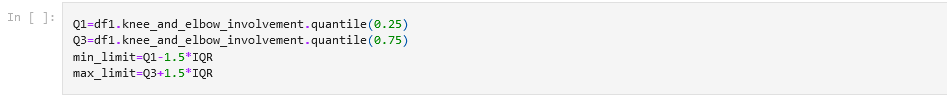 In [ ]:
Q1=df1.knee_and_elbow_involvement.quantile(0.25)
Q3=df1.knee_and_elbow_involvement.quantile(0.75)
min_limit=Q1-1.5*IQR
max_limit=Q3+1.5*IQR